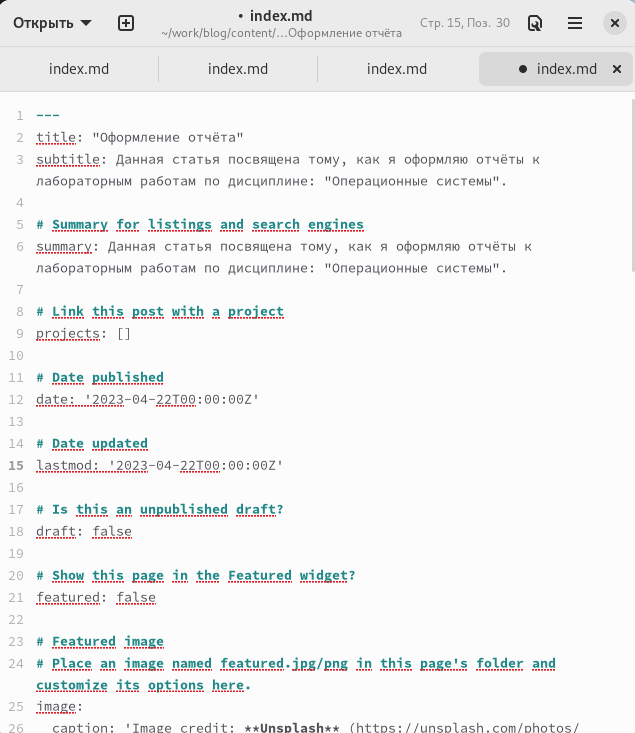 Открыть
• index.md
~/work/blog/content/...Оформление отчёта
Стр. 15, Поз. 30
index.md
index.md
index.md
● index.md
1 ---
2 title: "Оформление отчёта"
3 subtitle: Данная статья посвящена тому, как я оформляю отчёты к
лабораторным работам по дисциплине: "Операционные системы".
4
5 # Summary for listings and search engines
6 summary: Данная статья посвящена тому, как я оформляю отчёты к
лабораторным работам по дисциплине: "Операционные системы".
7
8 # Link this post with a project
9 projects: []
10
11 # Date published
12 date: '2023-04-22T00:00:00Z'
13
14 # Date updated
15 lastmod: '2023-04-22T00:00:00Z'
16
17 # Is this an unpublished draft?
18 draft: false
19
20 # Show this page in the Featured widget?
21 featured: false
22
23 # Featured image
24 # Place an image named featured.jpg/png in this page's folder and
customize its options here.
25 image:
26 caption: 'Image credit: **Unsplash** (https://unsplash.com/photos/